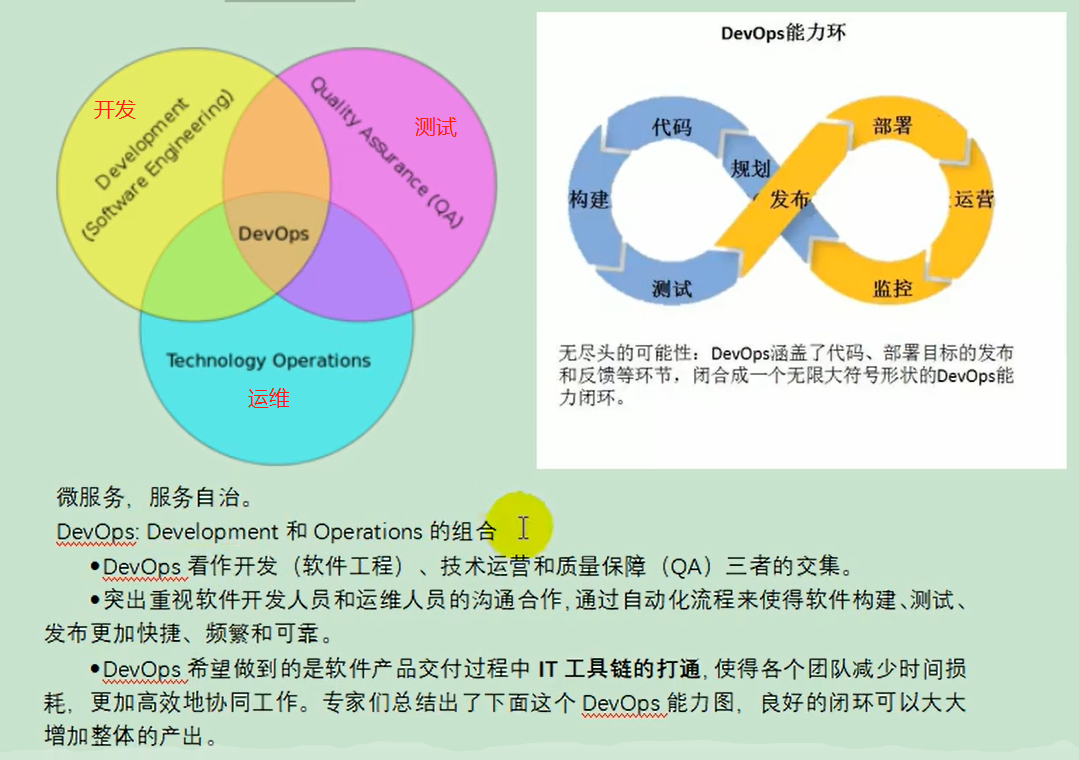 开发
Development
(Software Engineering)
Quality Assurance (QA)
测试
DevOps
Technology Operations
运维
DevOps能力环
代码
部署
规划
构建
发布
运营
测试
监控
无尽头的可能性：DevOps涵盖了代码、部署目标的发布
和反馈等环节，闭合成一个无限大符号形状的DevOps能
力闭环。
微服务，服务自治。
DevOps: Development 和 Operations 的组合
●DevOps 看作开发（软件工程）、技术运营和质量保障（QA）三者的交集。
●突出重视软件开发人员和运维人员的沟通合作,通过自动化流程来使得软件构建、测试、
发布更加快捷、频繁和可靠。
●DevOps 希望做到的是软件产品交付过程中 IT 工具链的打通,使得各个团队减少时间损
耗，更加高效地协同工作。专家们总结出了下面这个 DevOps 能力图，良好的闭环可以大大
增加整体的产出。